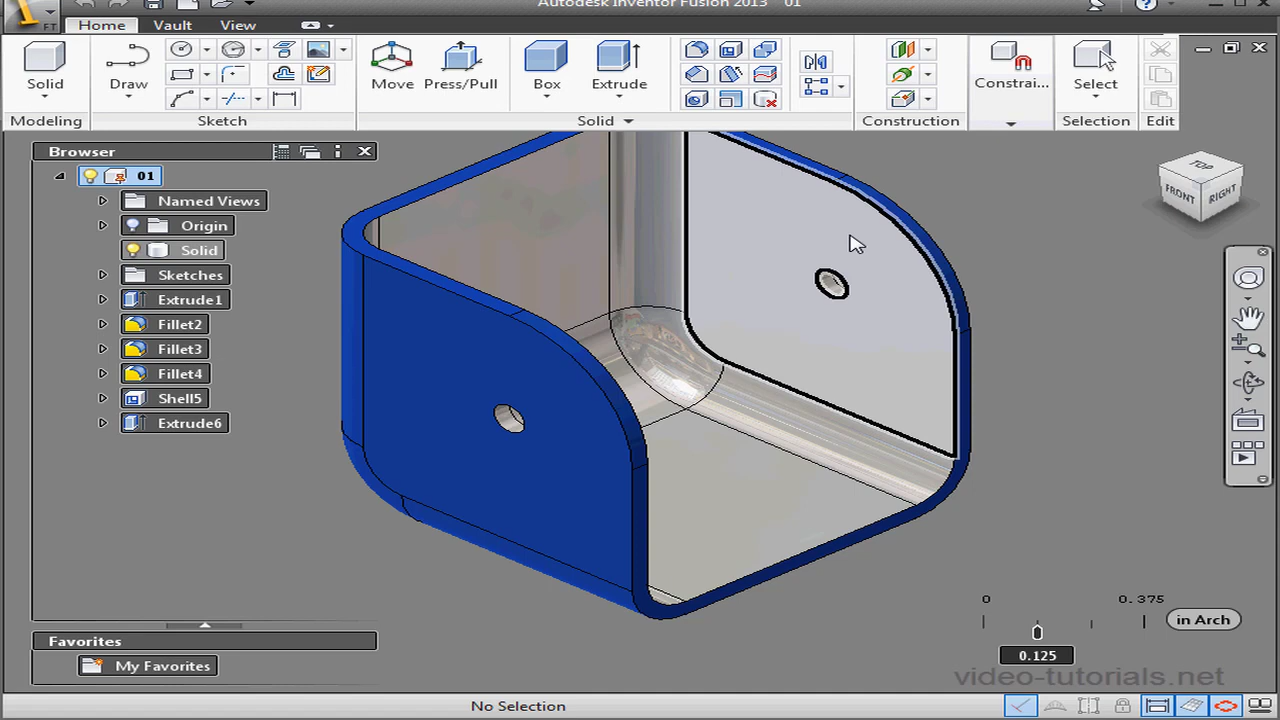 Autodesk Inventor Fusion 2013 01
FT
Home Vault View
Solid Draw Move Press/Pull Box Extrude Constrai... Select
Modeling Sketch Solid Construction Selection Edit
Browser
01
Named Views
Origin
Solid
Sketches
Extrude1
Fillet2
Fillet3
Fillet4
Shell5
Extrude6
TOP
FRONT RIGHT
0 0.375
in Arch
0.125
Favorites
My Favorites
video-tutorials.net
No Selection